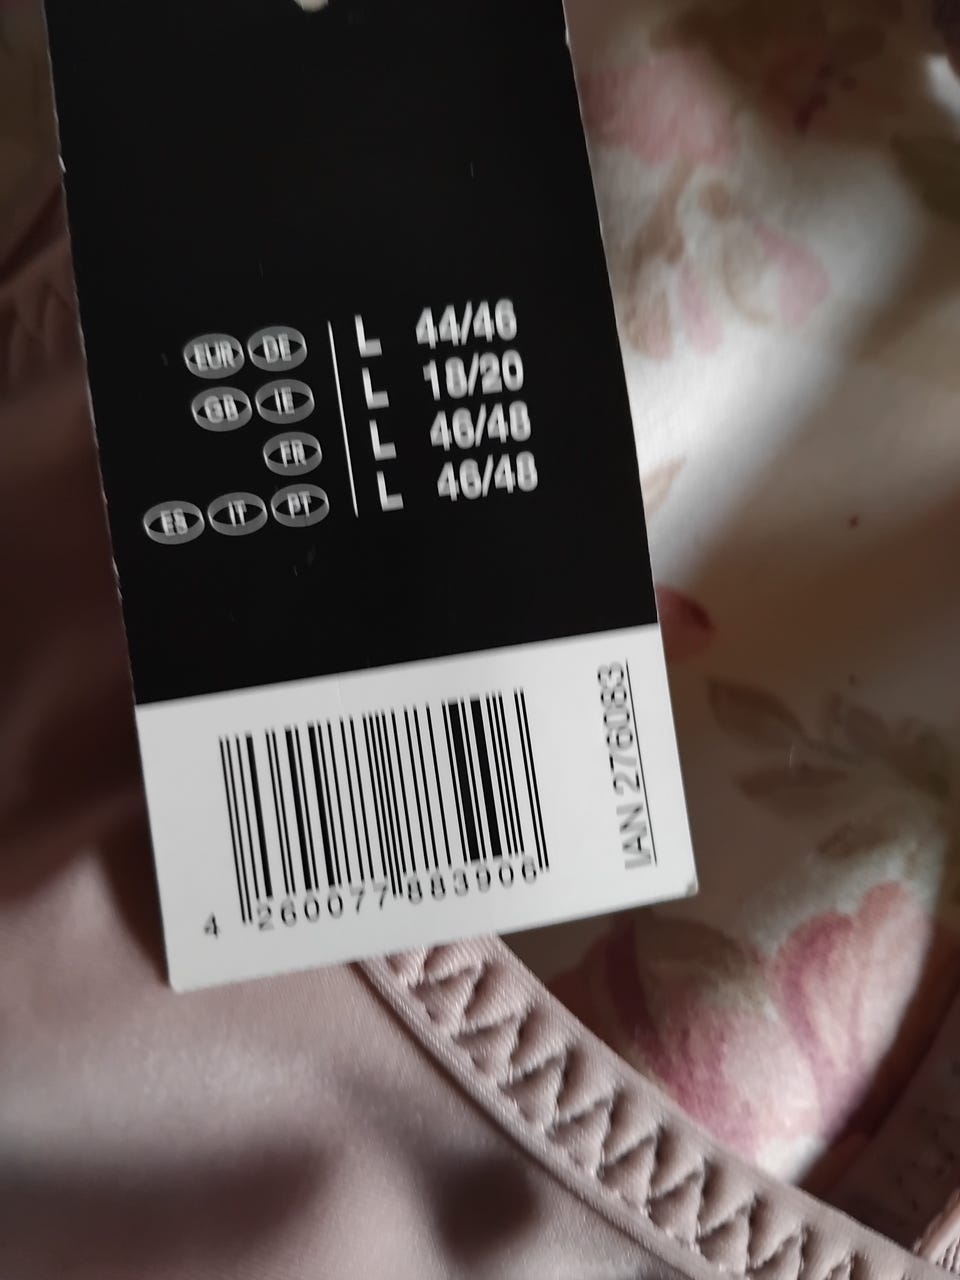 EUR DE L 44/46
GB IE L 18/20
FR L 46/48
ES IT PT L 46/48
4 260077 883906
IAN 276083